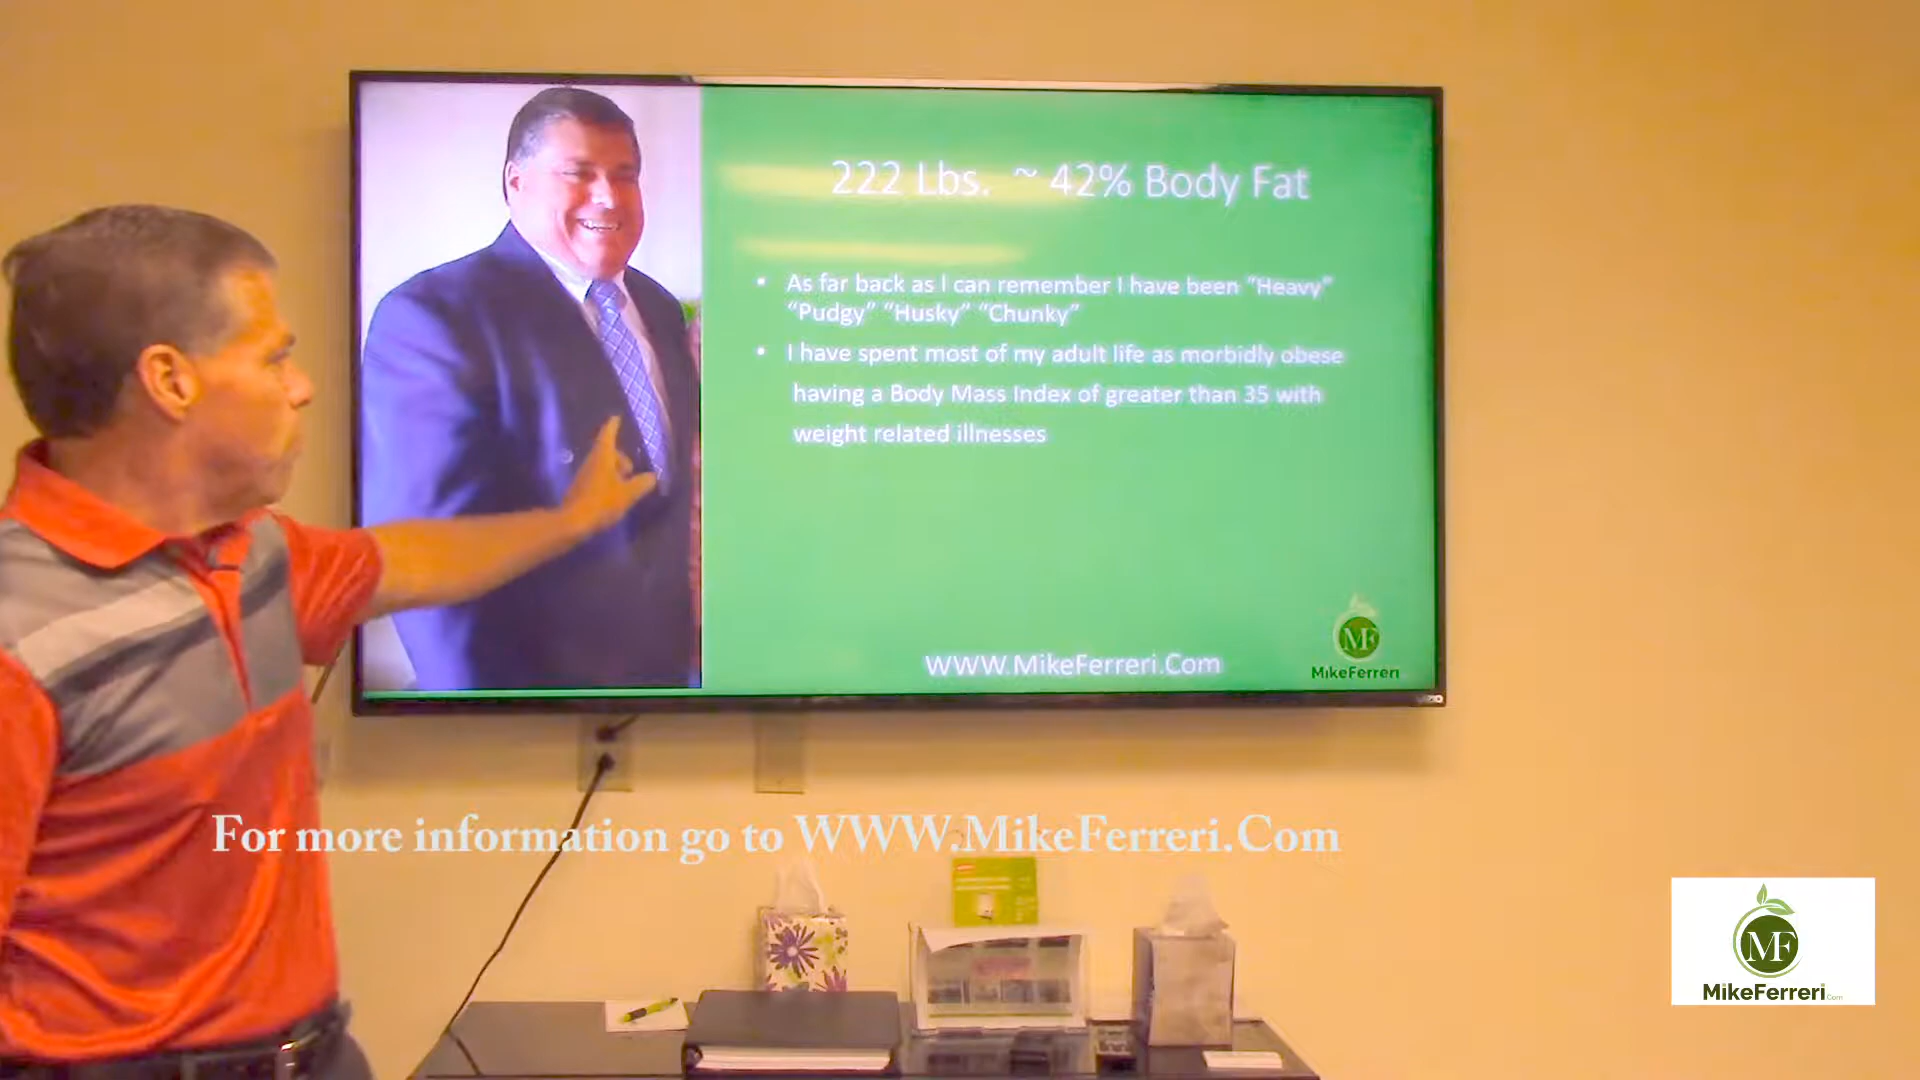 222 Lbs. ~ 42% Body Fat
• As far back as I can remember I have been “Heavy”
“Pudgy” “Husky” “Chunky”
• I have spent most of my adult life as morbidly obese
having a Body Mass Index of greater than 35 with
weight related illnesses
WWW.MikeFerreri.Com
MF
MikeFerreri
For more information go to WWW.MikeFerreri.Com
MF
MikeFerreri.Com